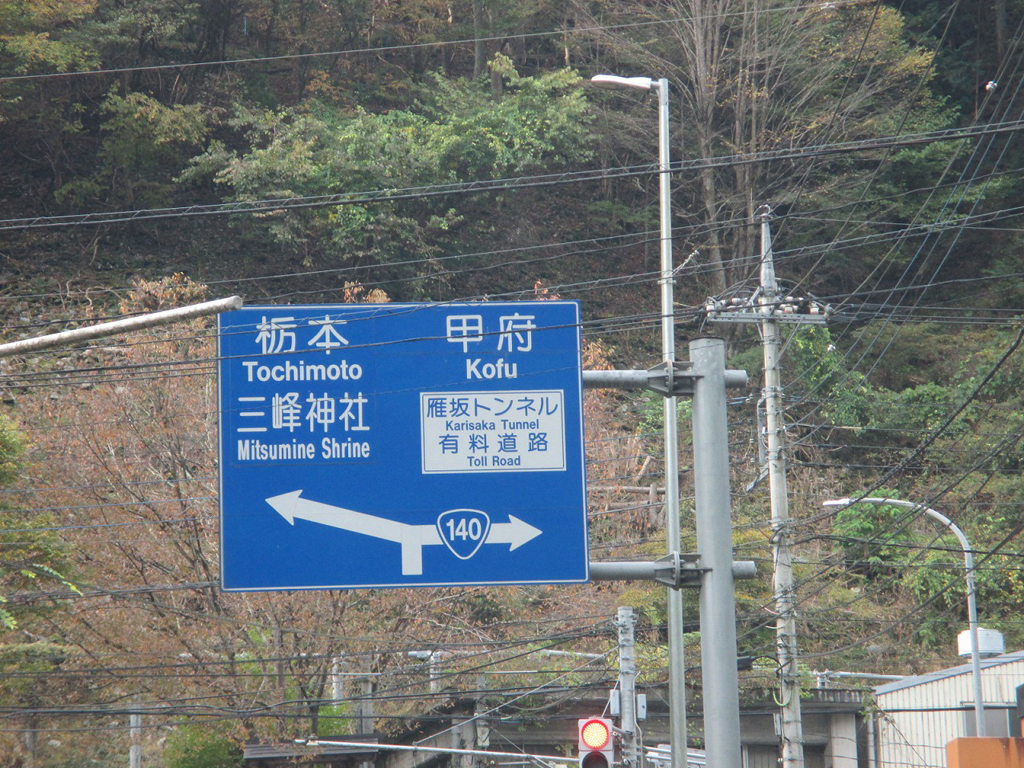 栃本
Tochimoto
三峰神社
Mitsumine Shrine
甲府
Kofu
雁坂トンネル
Karisaka Tunnel
有料道路
Toll Road
140